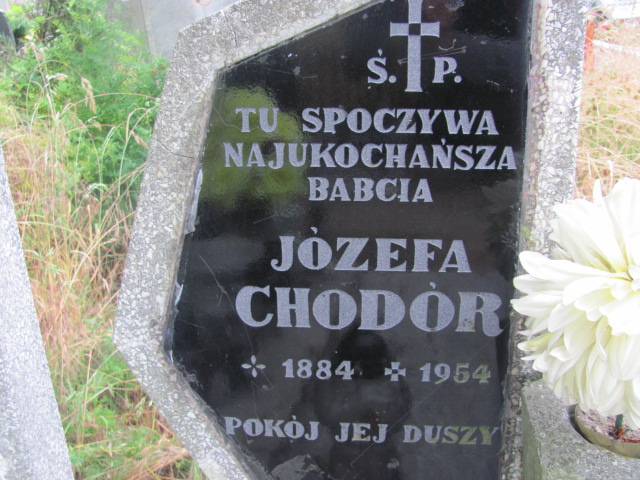 Ś. P.
TU SPOCZYWA
NAJUKOCHAŃSZA
BABCIA
JÓZEFA
CHODÓR
1884 1954
POKÓJ JEJ DUSZY